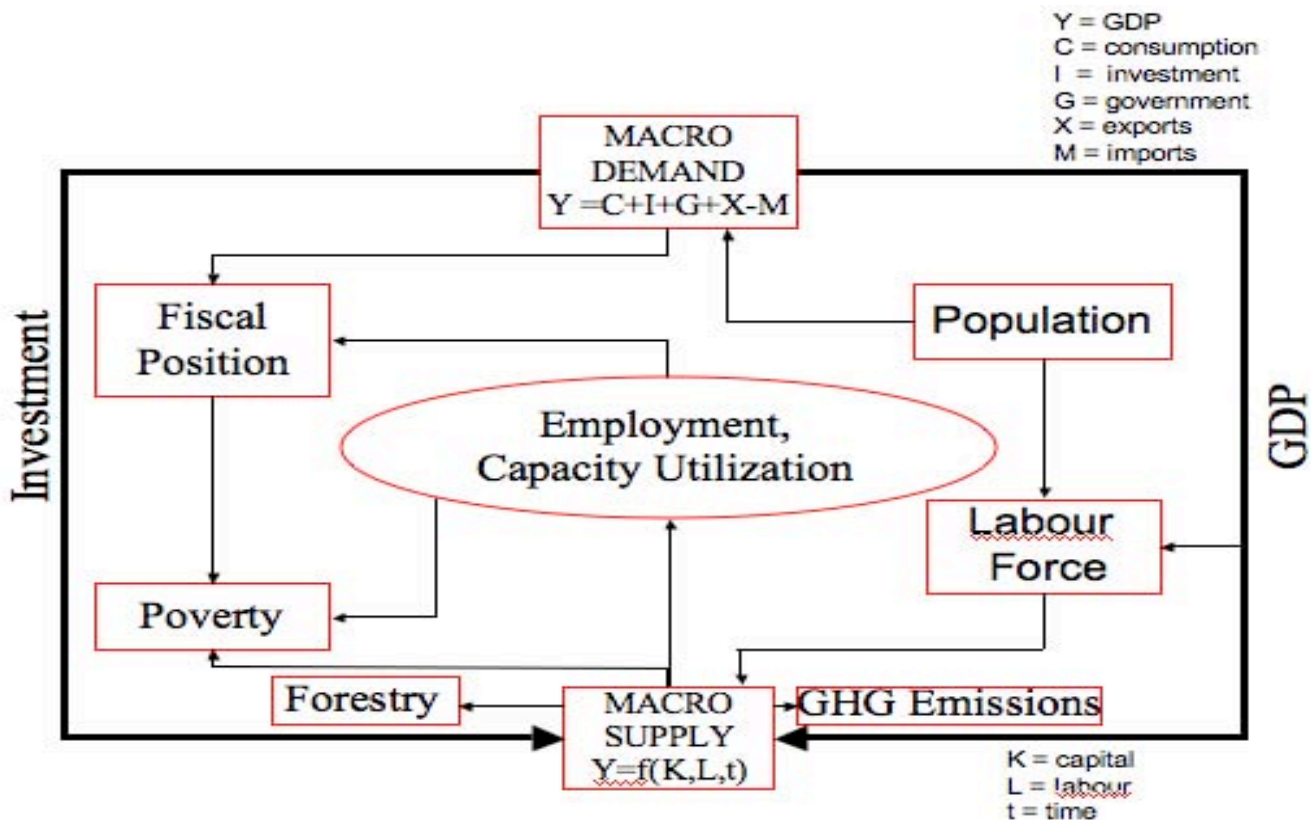 Y = GDP
C = consumption
I = investment
G = government
X = exports
M = imports
MACRO
DEMAND
Y =C+I+G+X-M
Investment
Fiscal
Position
Population
GDP
Employment,
Capacity Utilization
Labour
Force
Poverty
Forestry
MACRO
SUPPLY
Y=f(K,L,t)
GHG Emissions
K = capital
L = labour
t = time